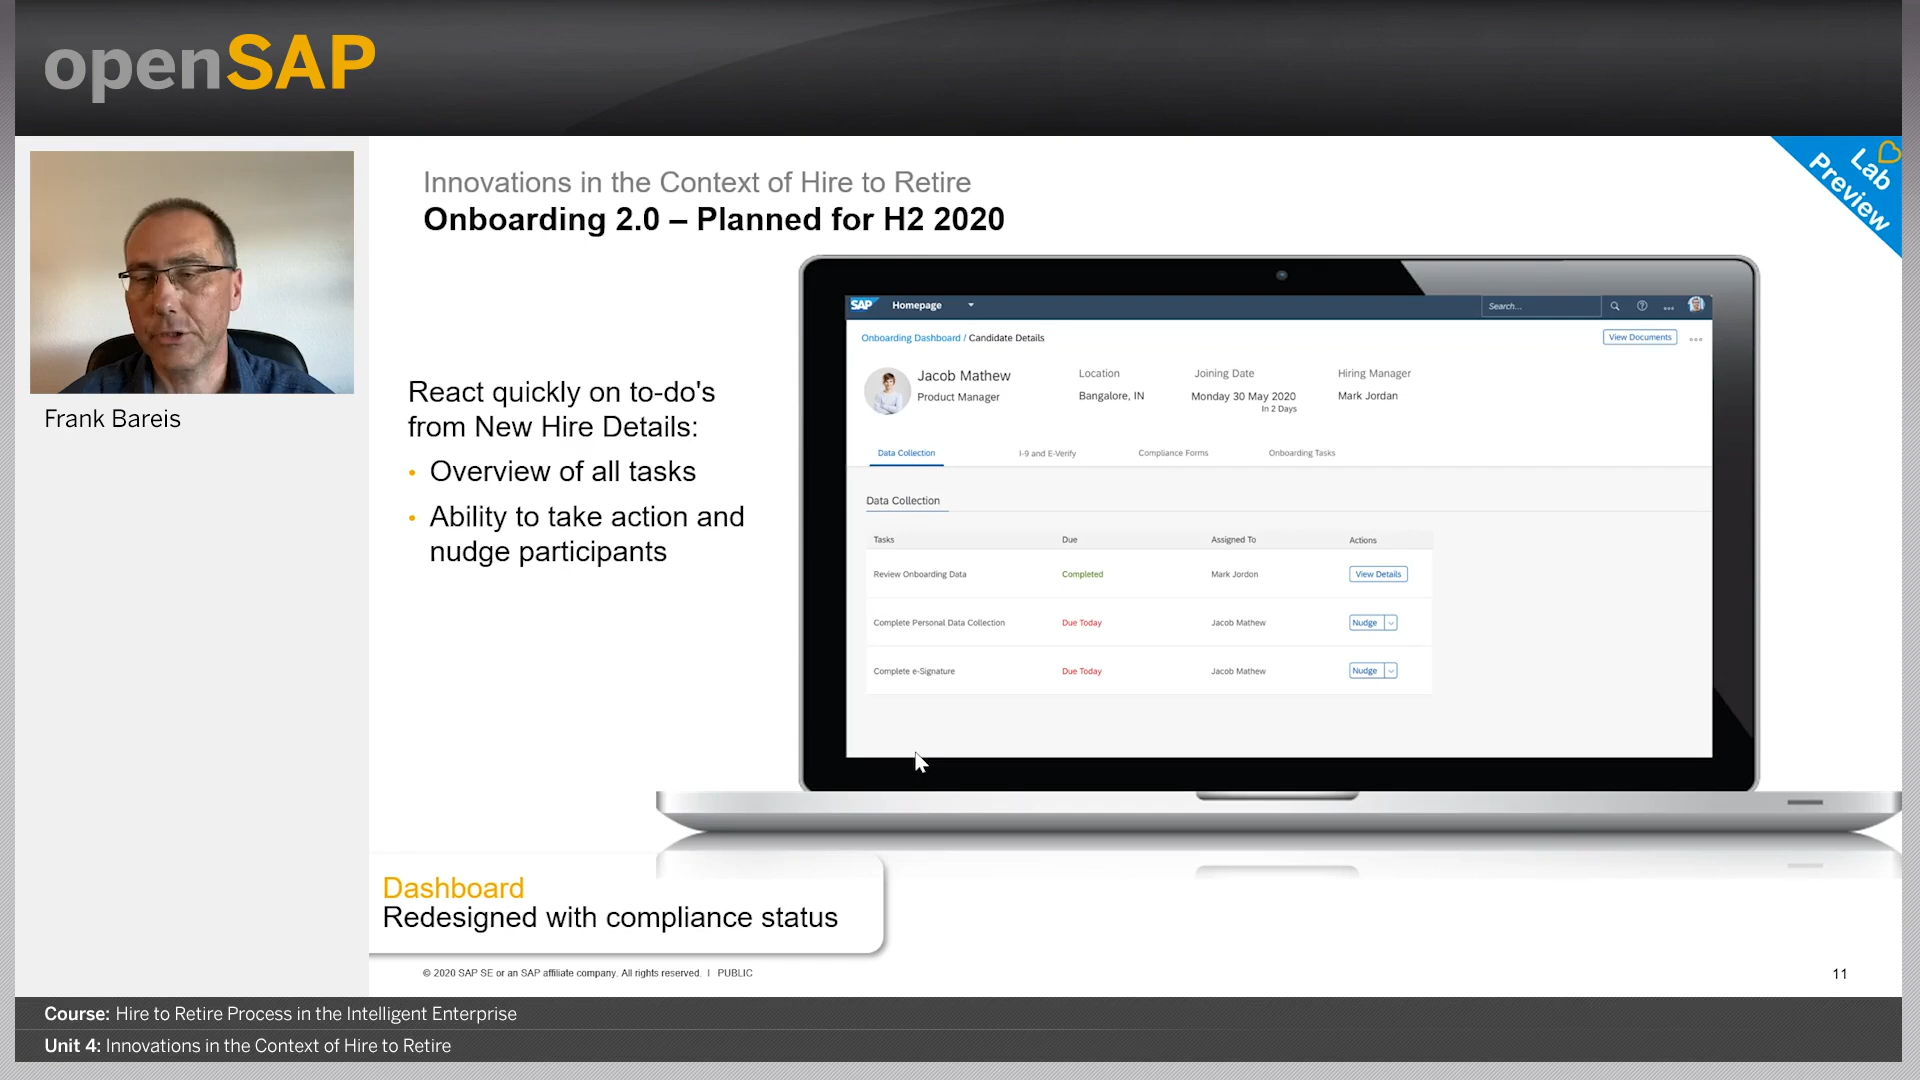 openSAP
Frank Bareis
Innovations in the Context of Hire to Retire
Onboarding 2.0 – Planned for H2 2020
Lab
Preview
React quickly on to-do's
from New Hire Details:
• Overview of all tasks
• Ability to take action and
nudge participants
SAP Homepage Search...
Onboarding Dashboard / Candidate Details View Documents
Jacob Mathew Location Joining Date Hiring Manager
Product Manager Bangalore, IN Monday 30 May 2020 Mark Jordan
In 2 Days
Data Collection I-9 and E-Verify Compliance Forms Onboarding Tasks
Data Collection
Tasks Due Assigned To Actions
Review Onboarding Data Completed Mark Jordon View Details
Complete Personal Data Collection Due Today Jacob Mathew Nudge
Complete e-Signature Due Today Jacob Mathew Nudge
Dashboard
Redesigned with compliance status
© 2020 SAP SE or an SAP affiliate company. All rights reserved. I PUBLIC
11
Course: Hire to Retire Process in the Intelligent Enterprise
Unit 4: Innovations in the Context of Hire to Retire